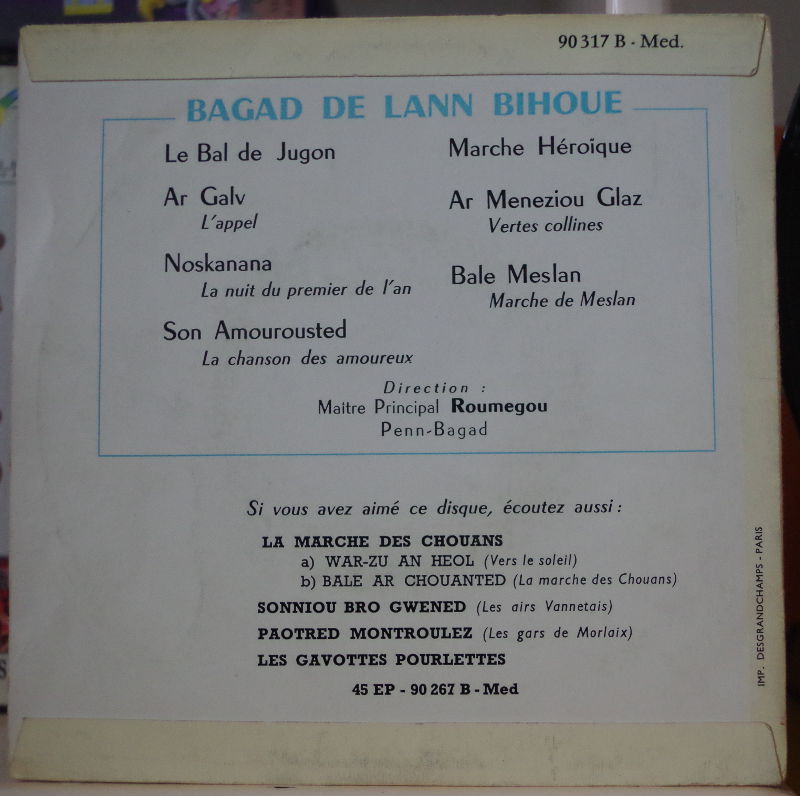 90 317 B - Med.
BAGAD DE LANN BIHOUE
Le Bal de Jugon
Ar Galv
L'appel
Noskanana
La nuit du premier de l'an
Son Amourousted
La chanson des amoureux
Marche Héroïque
Ar Meneziou Glaz
Vertes collines
Bale Meslan
Marche de Meslan
Direction :
Maître Principal Roumegou
Penn-Bagad
Si vous avez aimé ce disque, écoutez aussi :
LA MARCHE DES CHOUANS
a) WAR-ZU AN HEOL (Vers le soleil)
b) BALE AR CHOUANTED (La marche des Chouans)
SONNIOU BRO GWENED (Les airs Vannetais)
PAOTRED MONTROULEZ (Les gars de Morlaix)
LES GAVOTTES POURLETTES
45 EP - 90 267 B - Med
IMP. DESGRANDCHAMPS - PARIS